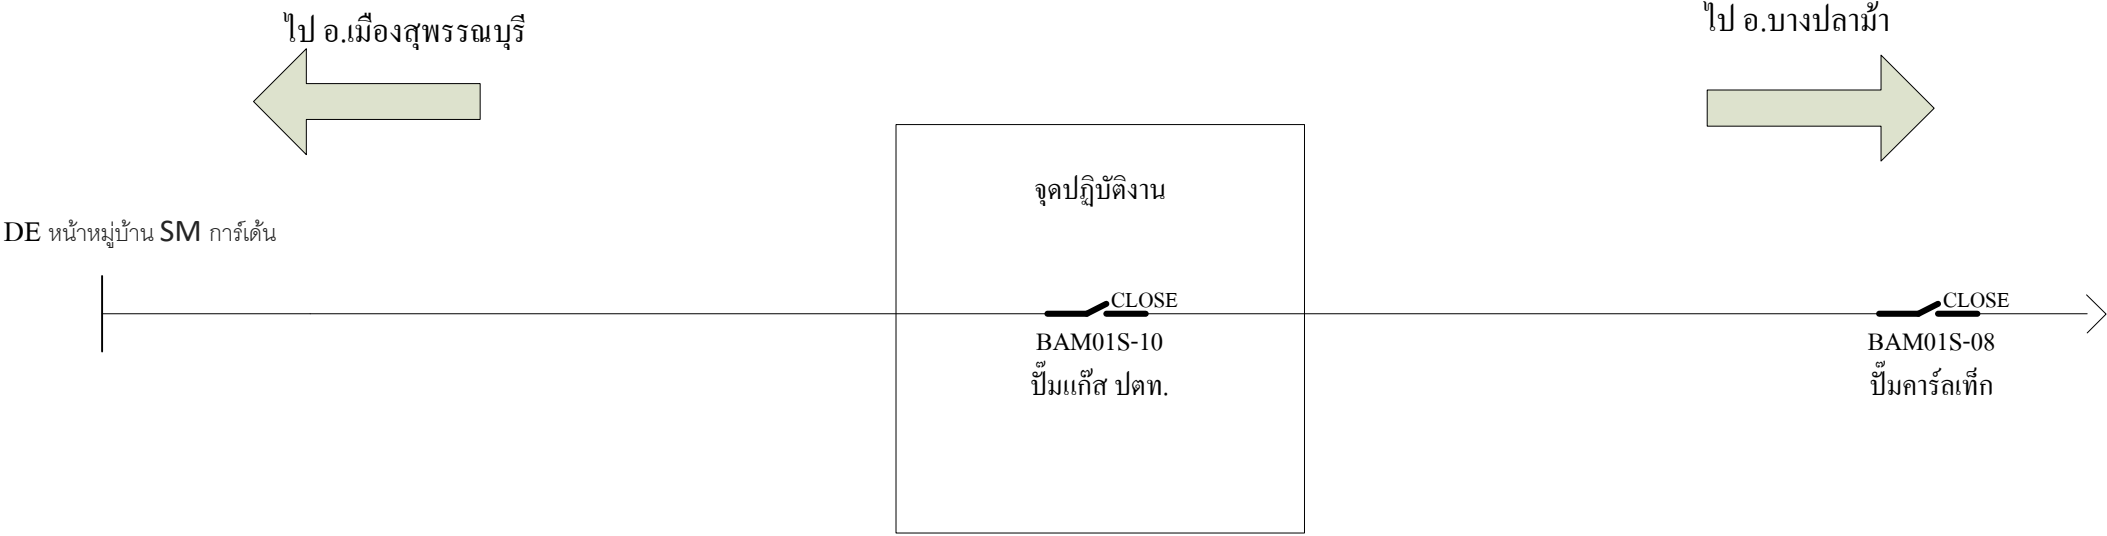 ไป อ.เมืองสุพรรณบุรี
ไป อ.บางปลาม้า
จุดปฏิบัติงาน
DE หน้าหมู่บ้าน SM การ์เด้น
CLOSE
CLOSE
BAM01S-10
BAM01S-08
ปั๊มแก๊ส ปตท.
ปั๊มคาร์ลเท็ก